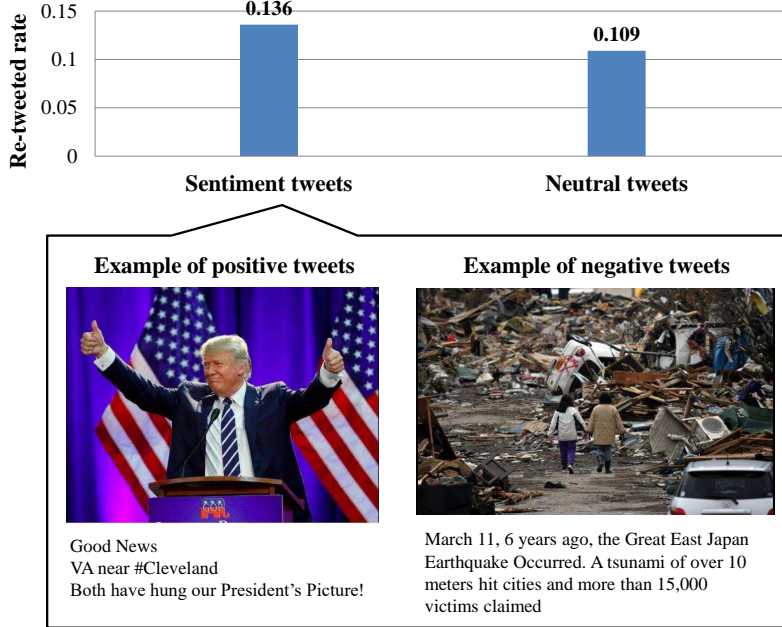 0.15
0.1
0.05
0
Re-tweeted rate
0.136
0.109
Sentiment tweets
Neutral tweets
Example of positive tweets
Example of negative tweets
GOP
Good News
VA near #Cleveland
Both have hung our President’s Picture!
March 11, 6 years ago, the Great East Japan
Earthquake Occurred. A tsunami of over 10
meters hit cities and more than 15,000
victims claimed